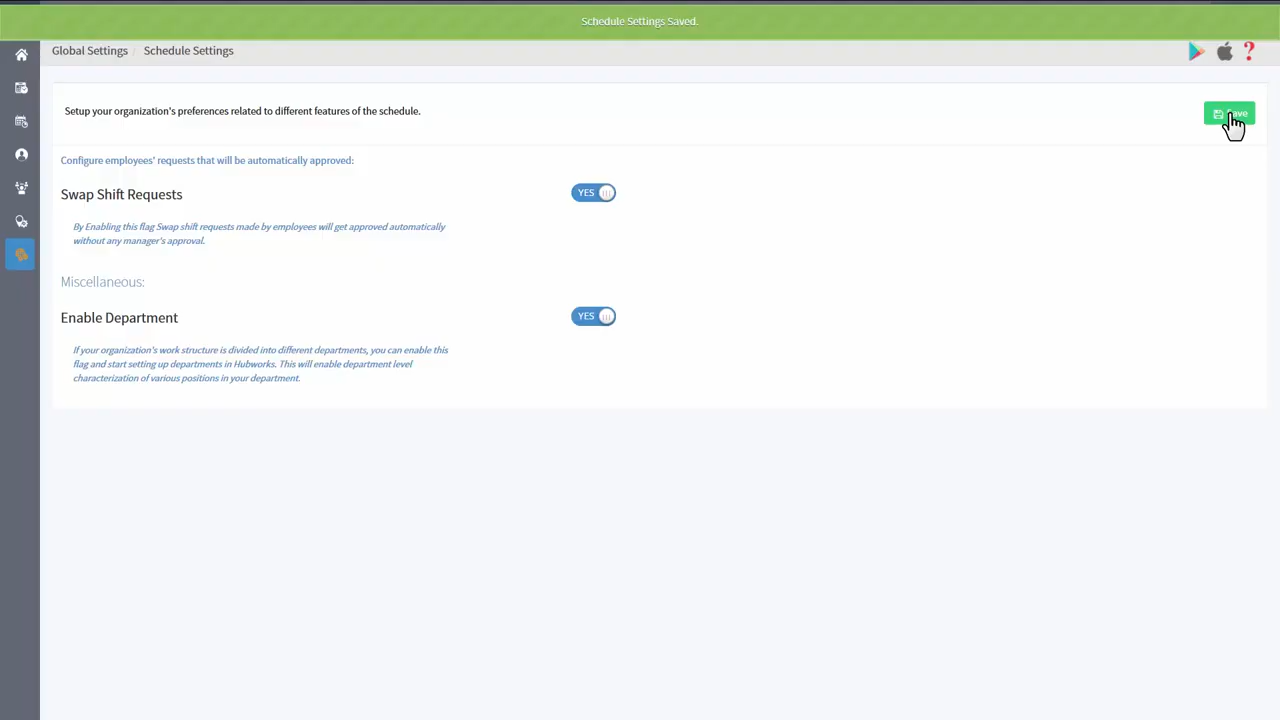 Schedule Settings Saved.
Global Settings / Schedule Settings
Setup your organization's preferences related to different features of the schedule.
Configure employees' requests that will be automatically approved:
Swap Shift Requests
YES
By Enabling this flag Swap shift requests made by employees will get approved automatically
without any manager's approval.
Miscellaneous:
Enable Department
YES
If your organization's work structure is divided into different departments, you can enable this
flag and start setting up departments in Hubworks. This will enable department level
characterization of various positions in your department.